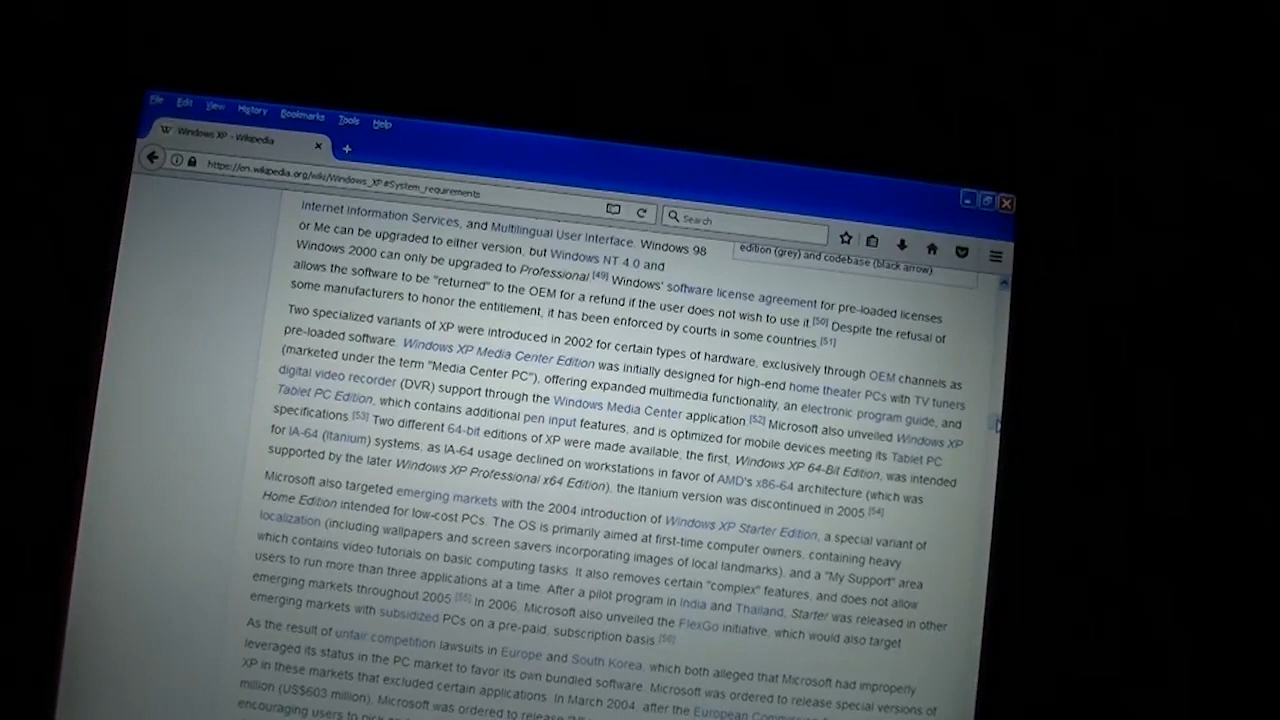 File Edit View History Bookmarks Tools Help
Windows XP - Wikipedia
https://en.wikipedia.org/wiki/Windows_XP#System_requirements
Search
edition (grey) and codebase (black arrow).
Internet Information Services, and Multilingual User Interface. Windows 98
or Me can be upgraded to either version, but Windows NT 4.0 and
Windows 2000 can only be upgraded to Professional.[49] Windows' software license agreement for pre-loaded licenses
allows the software to be "returned" to the OEM for a refund if the user does not wish to use it.[50] Despite the refusal of
some manufacturers to honor the entitlement, it has been enforced by courts in some countries.[51]
Two specialized variants of XP were introduced in 2002 for certain types of hardware, exclusively through OEM channels as
pre-loaded software. Windows XP Media Center Edition was initially designed for high-end home theater PCs with TV tuners
(marketed under the term "Media Center PC"), offering expanded multimedia functionality, an electronic program guide, and
digital video recorder (DVR) support through the Windows Media Center application.[52] Microsoft also unveiled Windows XP
Tablet PC Edition, which contains additional pen input features, and is optimized for mobile devices meeting its Tablet PC
specifications.[53] Two different 64-bit editions of XP were made available; the first, Windows XP 64-Bit Edition, was intended
for IA-64 (Itanium) systems; as IA-64 usage declined on workstations in favor of AMD's x86-64 architecture (which was
supported by the later Windows XP Professional x64 Edition), the Itanium version was discontinued in 2005.[54]
Microsoft also targeted emerging markets with the 2004 introduction of Windows XP Starter Edition, a special variant of
Home Edition intended for low-cost PCs. The OS is primarily aimed at first-time computer owners, containing heavy
localization (including wallpapers and screen savers incorporating images of local landmarks), and a "My Support" area
which contains video tutorials on basic computing tasks. It also removes certain "complex" features, and does not allow
users to run more than three applications at a time. After a pilot program in India and Thailand, Starter was released in other
emerging markets throughout 2005.[55] In 2006, Microsoft also unveiled the FlexGo initiative, which would also target
emerging markets with subsidized PCs on a pre-paid, subscription basis.[56]
As the result of unfair competition lawsuits in Europe and South Korea, which both alleged that Microsoft had improperly
leveraged its status in the PC market to favor its own bundled software, Microsoft was ordered to release special versions of
XP in these markets that excluded certain applications. In March 2004, after the European Commission
million (US$603 million), Microsoft was ordered to release
encouraging users to pick